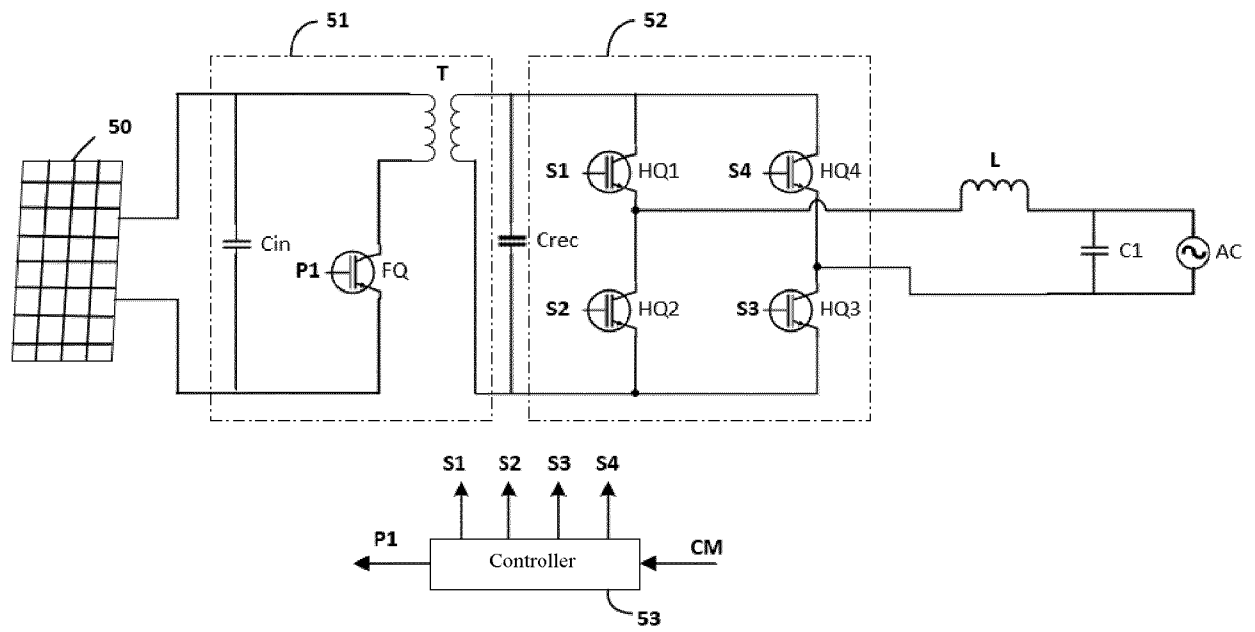 51
52
T
50
S1
HQ1
S4
HQ4
L
Cin
P1
FQ
Crec
C1
AC
S2
HQ2
S3
HQ3
S1
S2
S3
S4
P1
Controller
CM
53